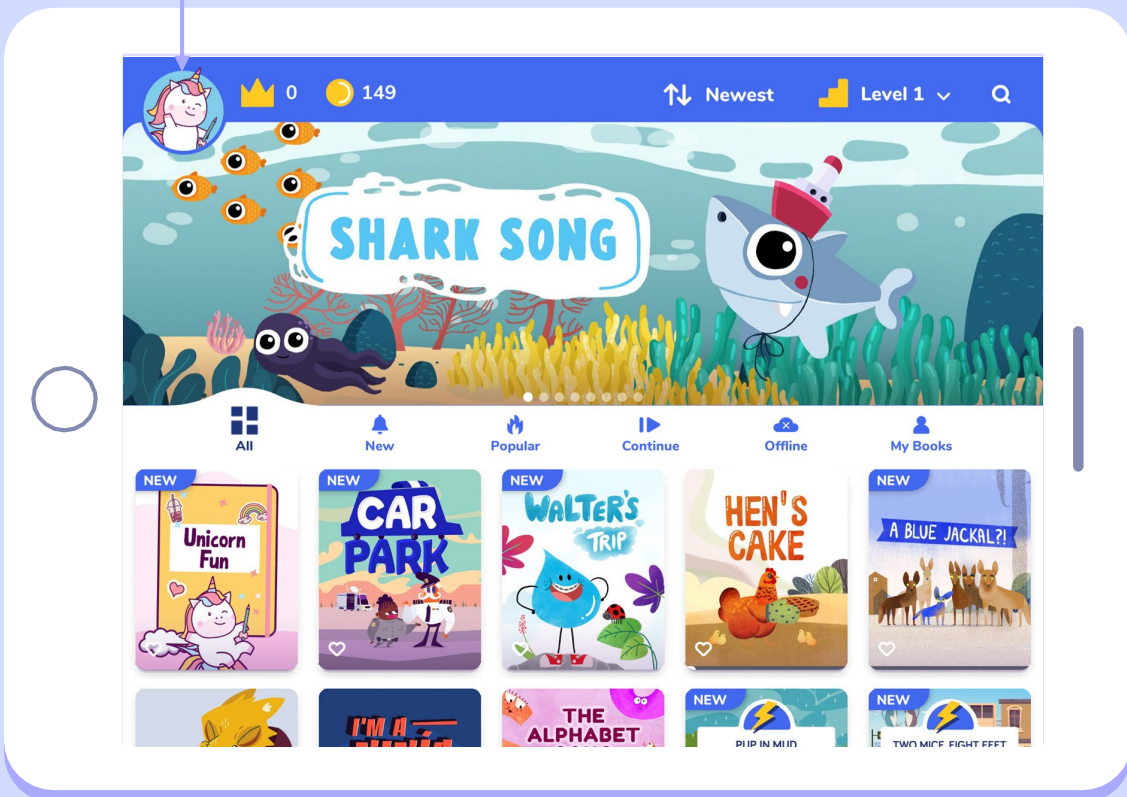 0
149
Newest
Level 1
SHARK SONG
All
New
Popular
Continue
Offline
My Books
NEW
Unicorn
Fun
NEW
CAR
PARK
NEW
WALTER'S
TRIP
HEN'S
CAKE
NEW
A BLUE JACKAL?!
I'M A
THE
ALPHABET
NEW
PUP IN MUD
NEW
TWO MICE, EIGHT FEET